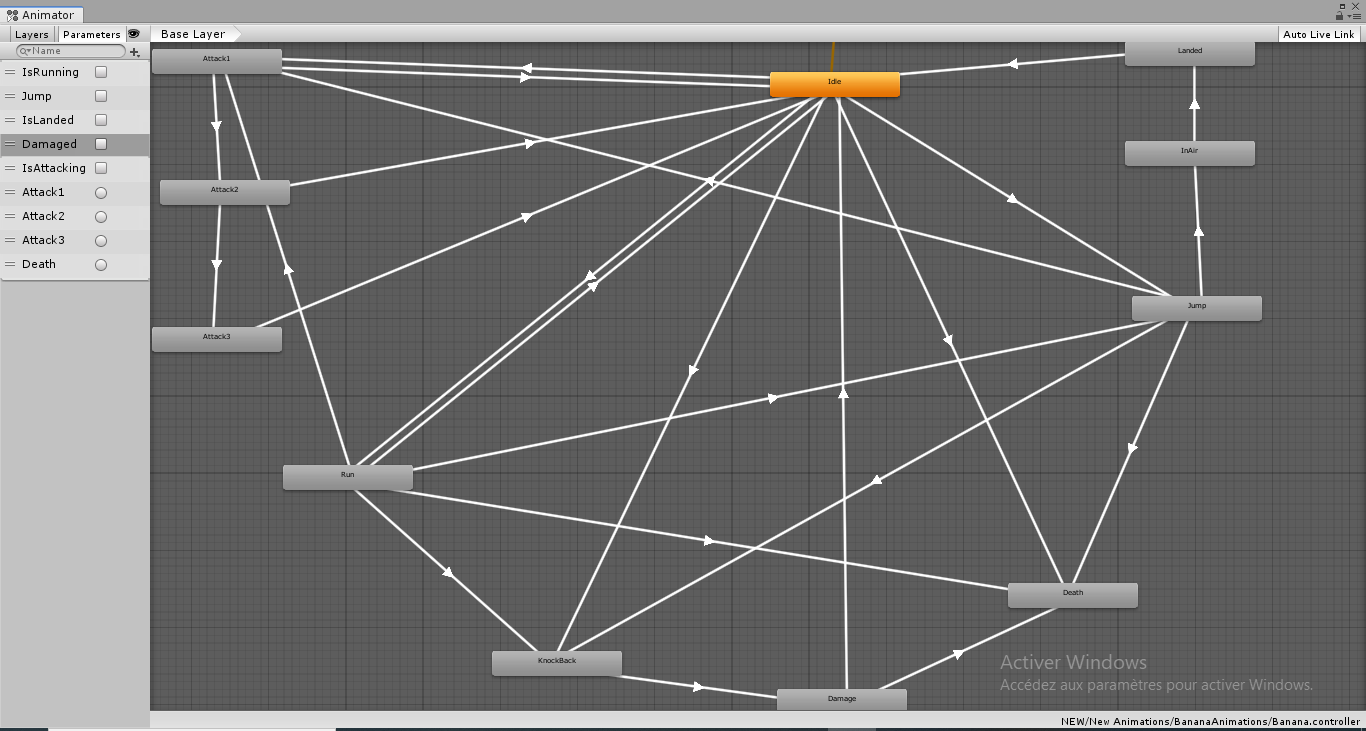 Animator
Layers
Parameters
Base Layer
Auto Live Link
Name
IsRunning
Jump
IsLanded
Damaged
IsAttacking
Attack1
Attack2
Attack3
Death
Attack1
Idle
Landed
InAir
Attack2
Jump
Attack3
Run
Death
KnockBack
Damage
Activer Windows
Accédez aux paramètres pour activer Windows.
NEW/New Animations/BananaAnimations/Banana.controller